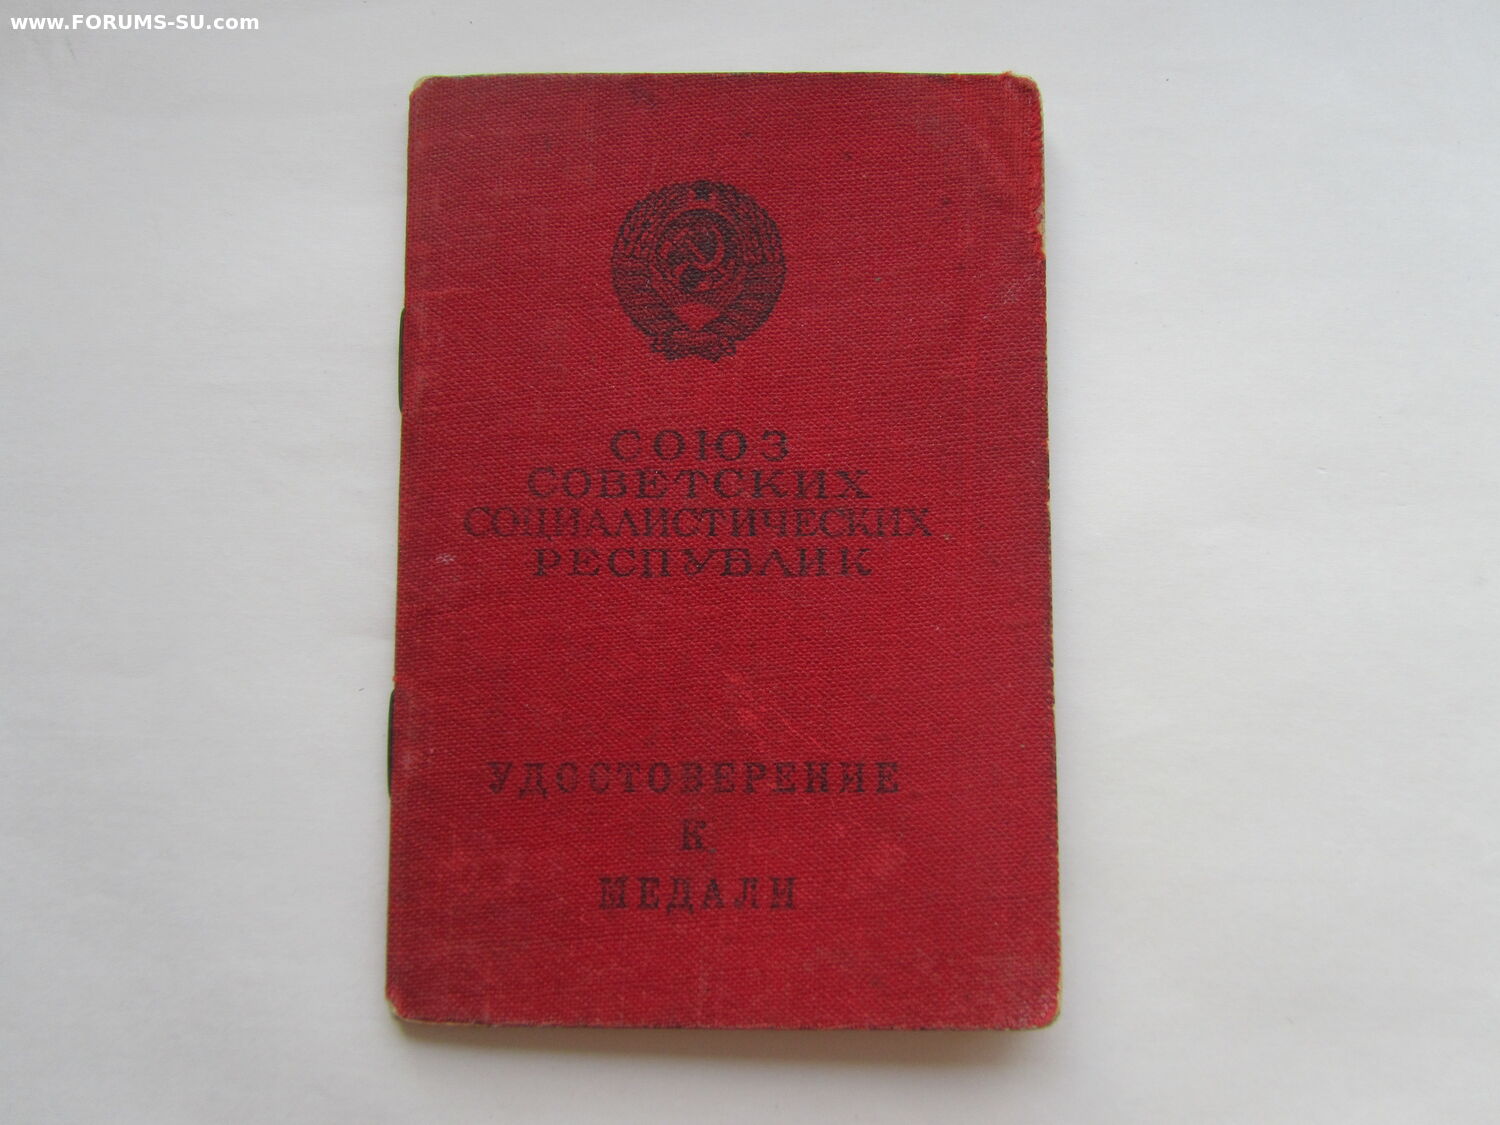 www.FORUMS-SU.com
СОЮЗ
СОВЕТСКИХ
СОЦИАЛИСТИЧЕСКИХ
РЕСПУБЛИК
УДОСТОВЕРЕНИЕ
К
МЕДАЛИ